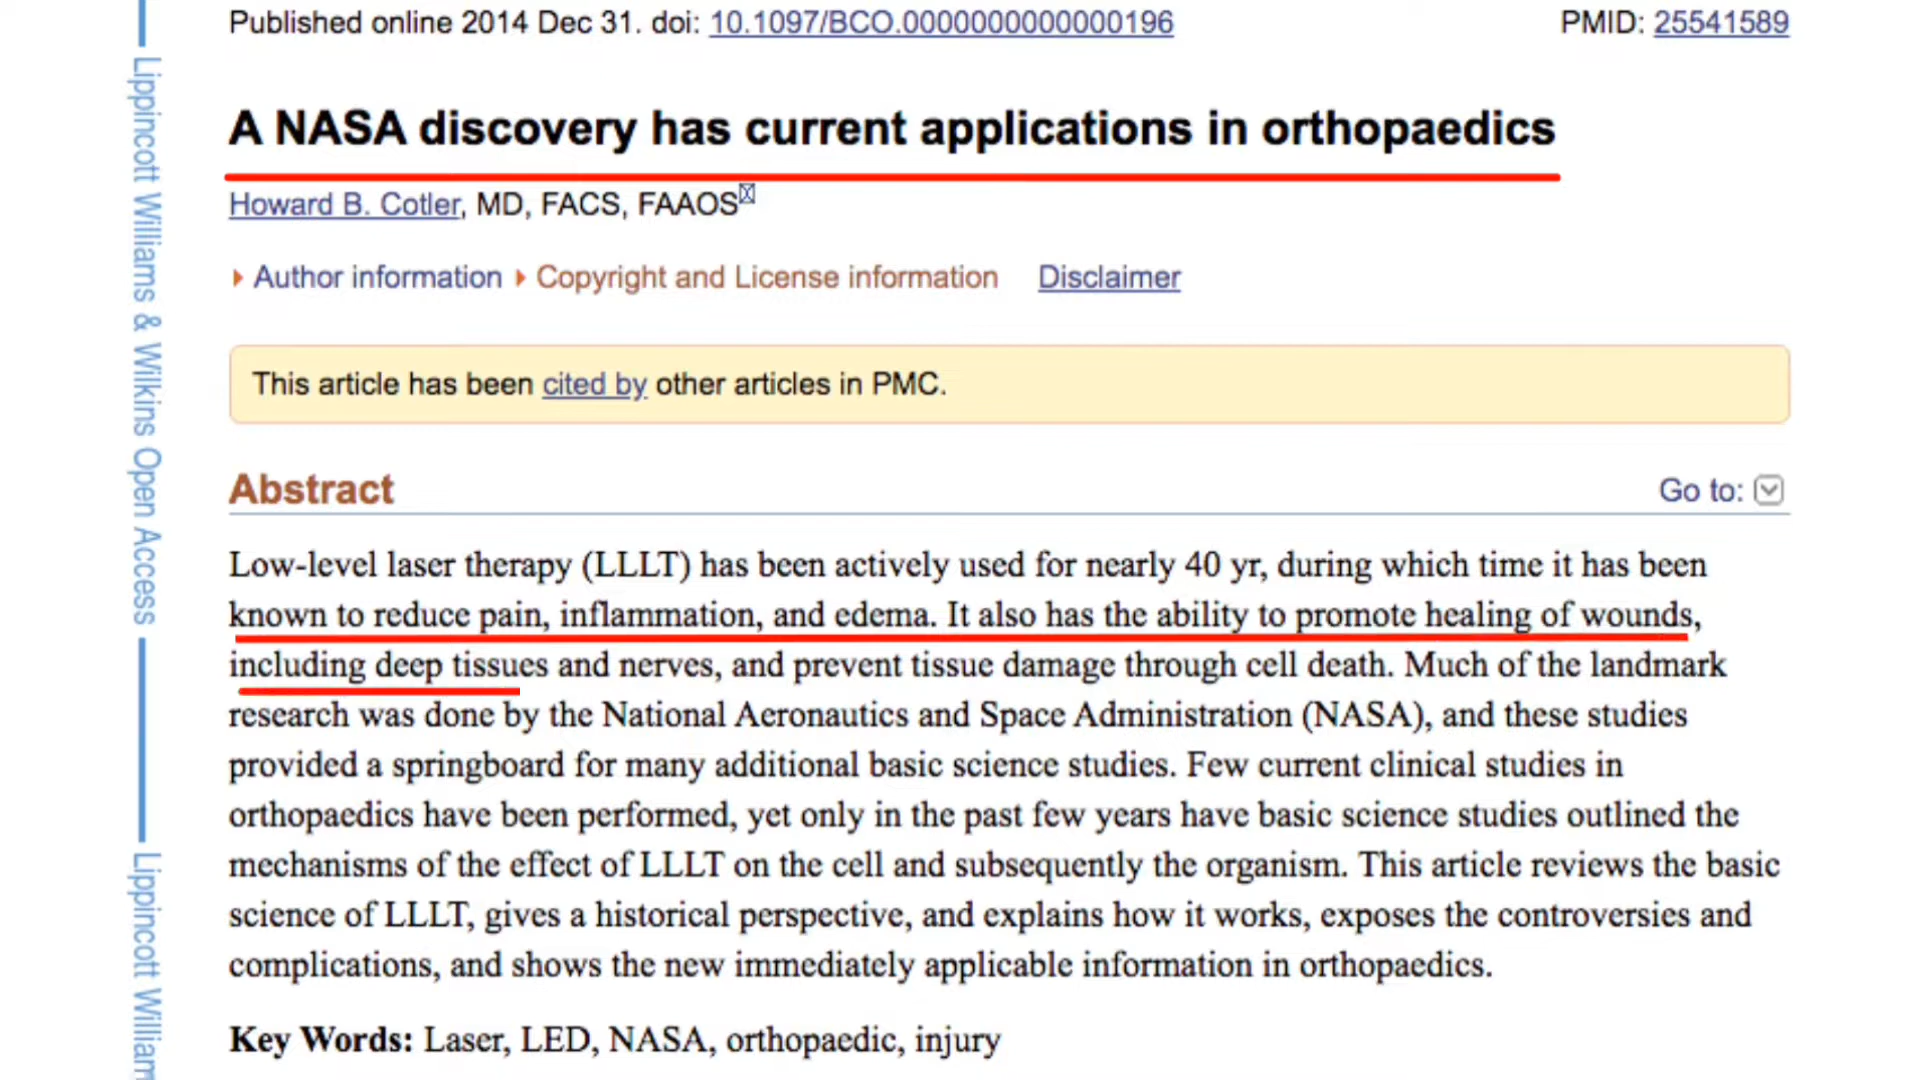 Published online 2014 Dec 31. doi: 10.1097/BCO.0000000000000196
PMID: 25541589
A NASA discovery has current applications in orthopaedics
Howard B. Cotler, MD, FACS, FAAOS
Author information
Copyright and License information
Disclaimer
This article has been cited by other articles in PMC.
Abstract
Go to:
Low-level laser therapy (LLLT) has been actively used for nearly 40 yr, during which time it has been
known to reduce pain, inflammation, and edema. It also has the ability to promote healing of wounds,
including deep tissues and nerves, and prevent tissue damage through cell death. Much of the landmark
research was done by the National Aeronautics and Space Administration (NASA), and these studies
provided a springboard for many additional basic science studies. Few current clinical studies in
orthopaedics have been performed, yet only in the past few years have basic science studies outlined the
mechanisms of the effect of LLLT on the cell and subsequently the organism. This article reviews the basic
science of LLLT, gives a historical perspective, and explains how it works, exposes the controversies and
complications, and shows the new immediately applicable information in orthopaedics.
Key Words: Laser, LED, NASA, orthopaedic, injury
Lippincott Williams & Wilkins Open Access
Lippincott William